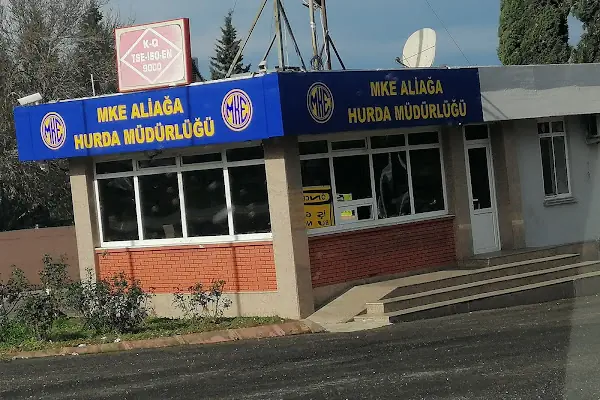 K-Q
TSE-ISO-EN
9000
MKE ALİAĞA
HURDA MÜDÜRLÜĞÜ
MKE
MKE
MKE
MKE ALİAĞA
HURDA MÜDÜRLÜĞÜ